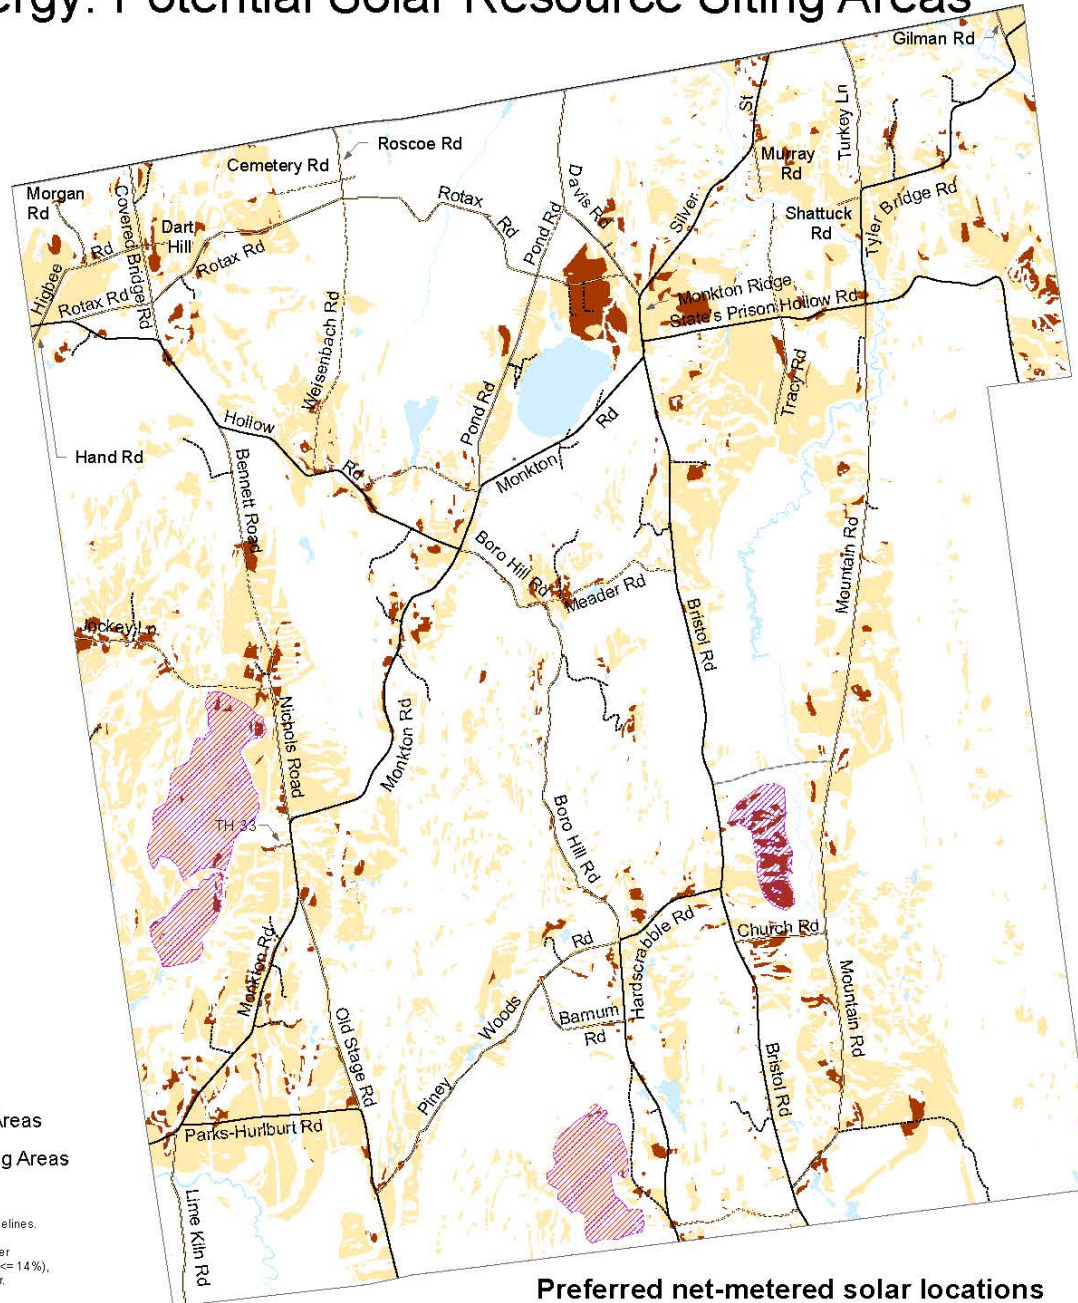 ergy: Potential Solar Resource Siting Areas
Gilman Rd
St
Turkey Ln
Roscoe Rd
Cemetery Rd
Murray
Rd
Morgan
Rd
Covered Bridge Rd
Rotax
Rd
Davis Rd
Silver
Shattuck
Rd
Tyler
Bridge Rd
Dart
Hill
Rd
Pond Rd
Higbee
Rotax Rd
Rotax Rd
Monkton Ridge
State's Prison Hollow Rd
Weisenbach Rd
Tracy Rd
Pond Rd
Hollow
Rd
Rd
Monkton
Hand Rd
Bennett Road
Mountain Rd
Boro Hill Rd
Meader Rd
Bristol Rd
Jockey Ln
Nichols Road
Monkton Rd
TH 33
Boro Hill Rd
Hardscrabble Rd
Church Rd
Rd
Monkton Rd
Mountain Rd
Woods
Barnum
Rd
Old Stage Rd
Bristol Rd
Piney
Areas
Parks-Hurlburt Rd
g Areas
Lime Kiln Rd
elines.
er
<= 14%),
r.
Preferred net-metered solar locations